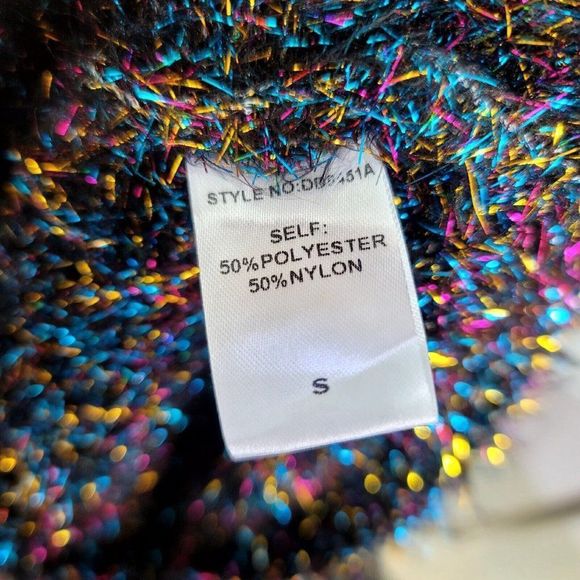 STYLE NO:
SELF:
50%POLYESTER
50%NYLON
S